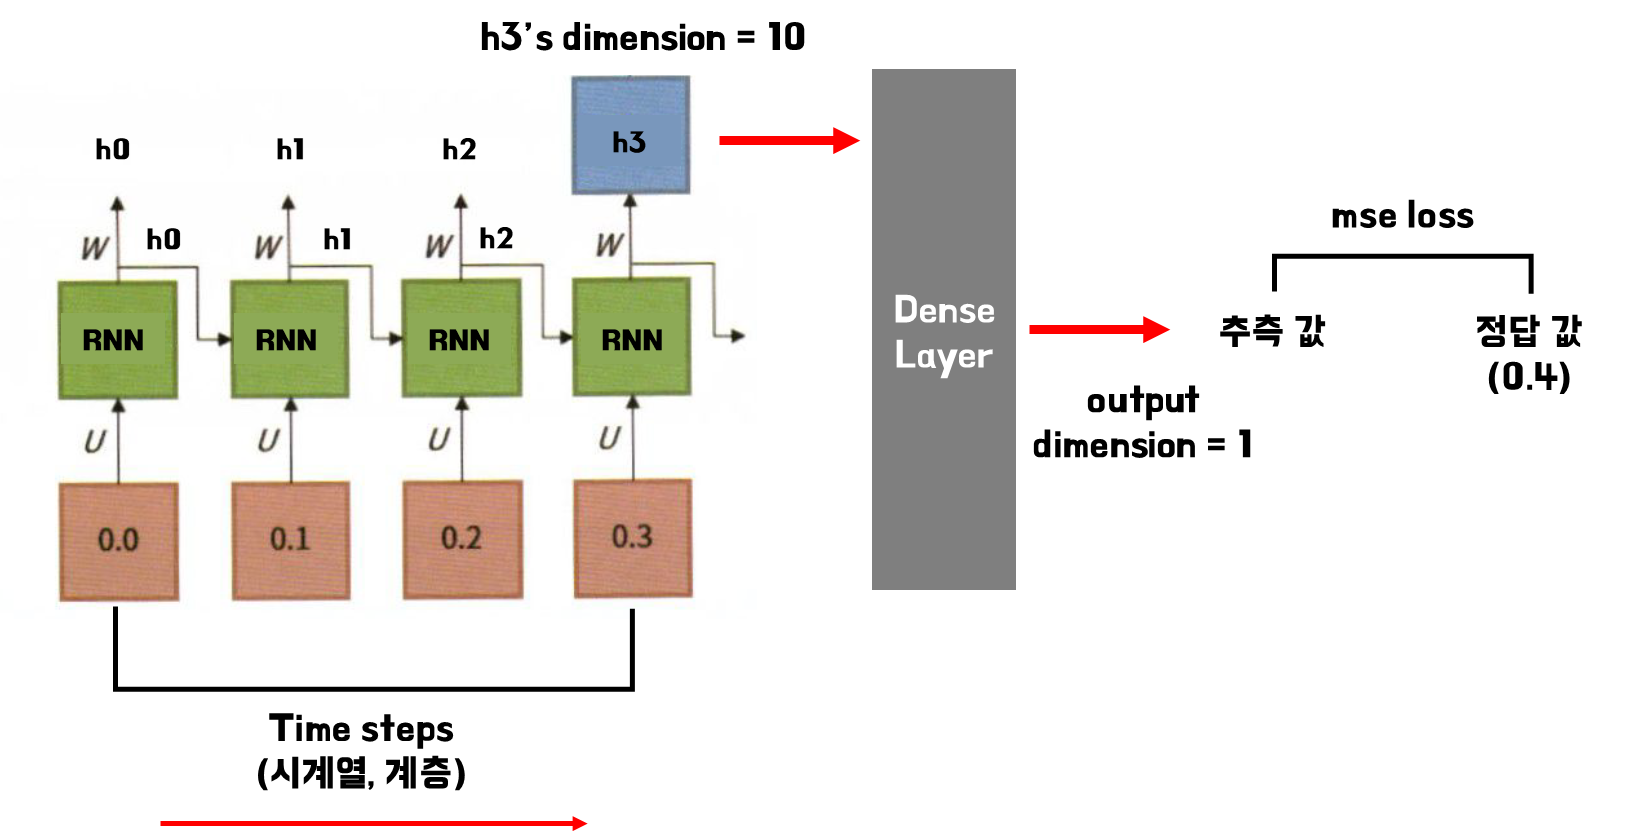 h3's dimension = 10
h0
h1
h2
h3
W
h0
W
h1
W
h2
W
RNN
RNN
RNN
RNN
U
U
U
U
0.0
0.1
0.2
0.3
Time steps
(시계열, 계층)
Dense
Layer
output
dimension = 1
mse loss
추측 값
정답 값
(0.4)